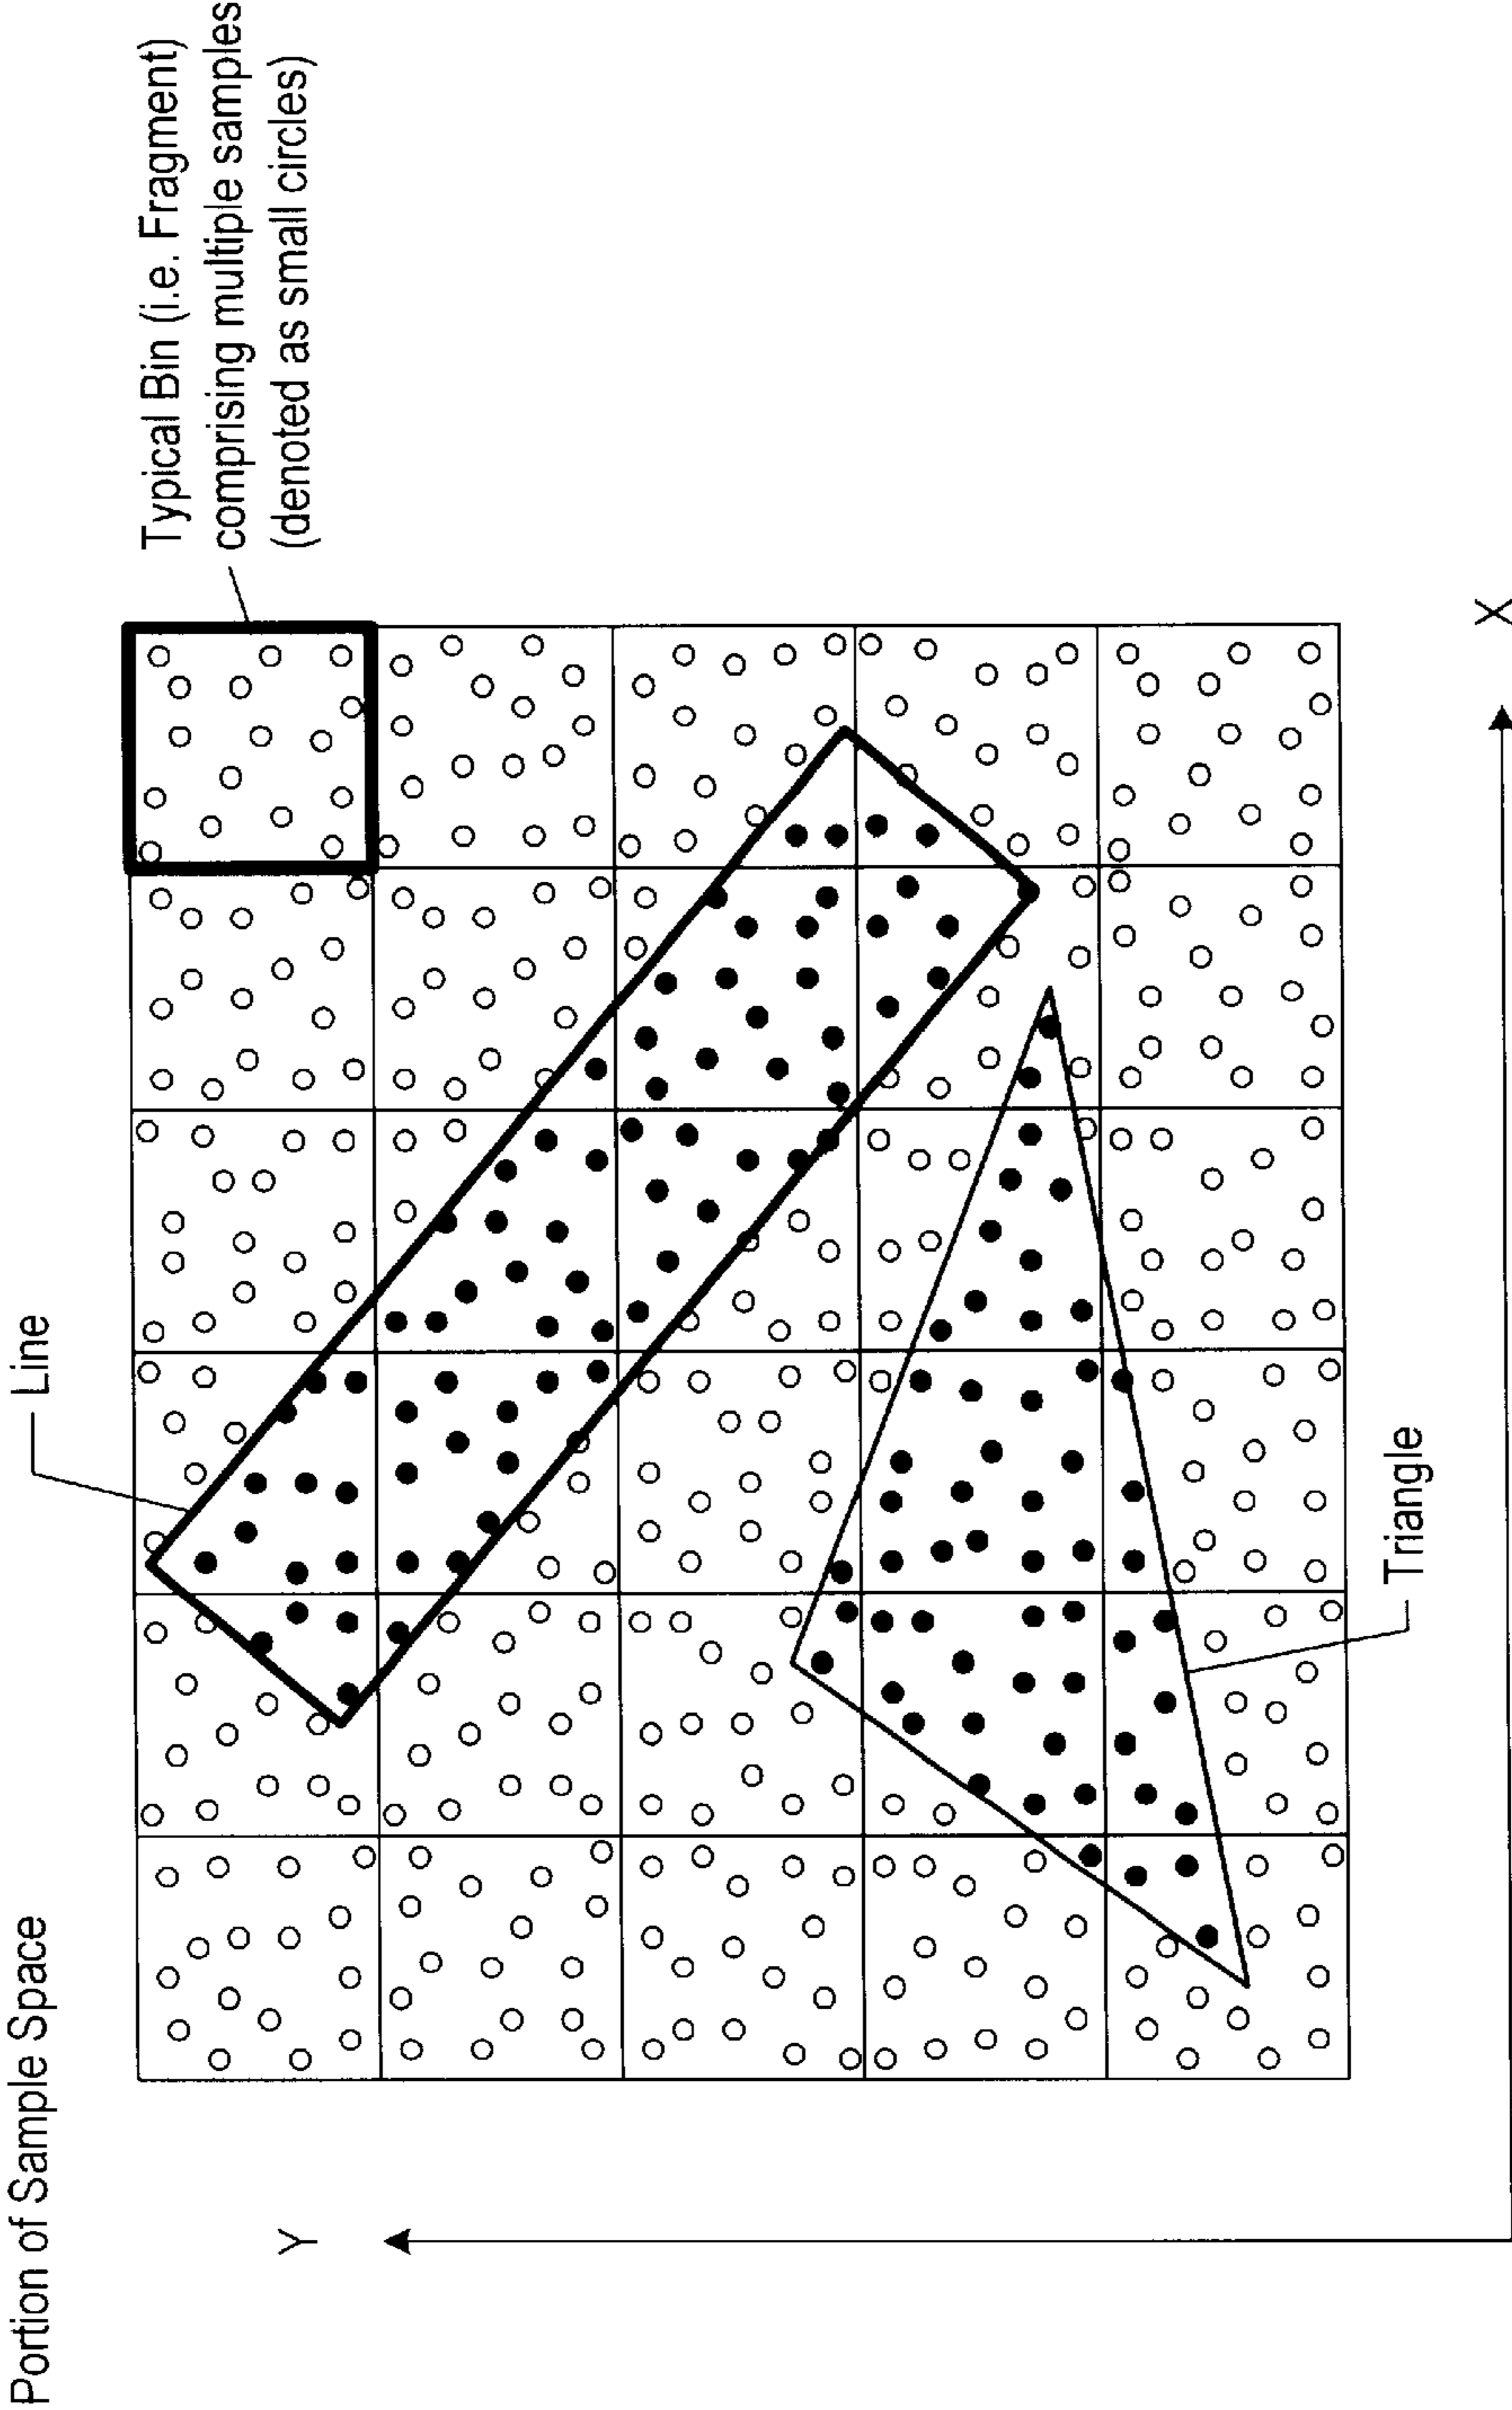 Portion of Sample Space
Line
Typical Bin (i.e. Fragment)
comprising multiple samples
(denoted as small circles)
Y
Triangle
X